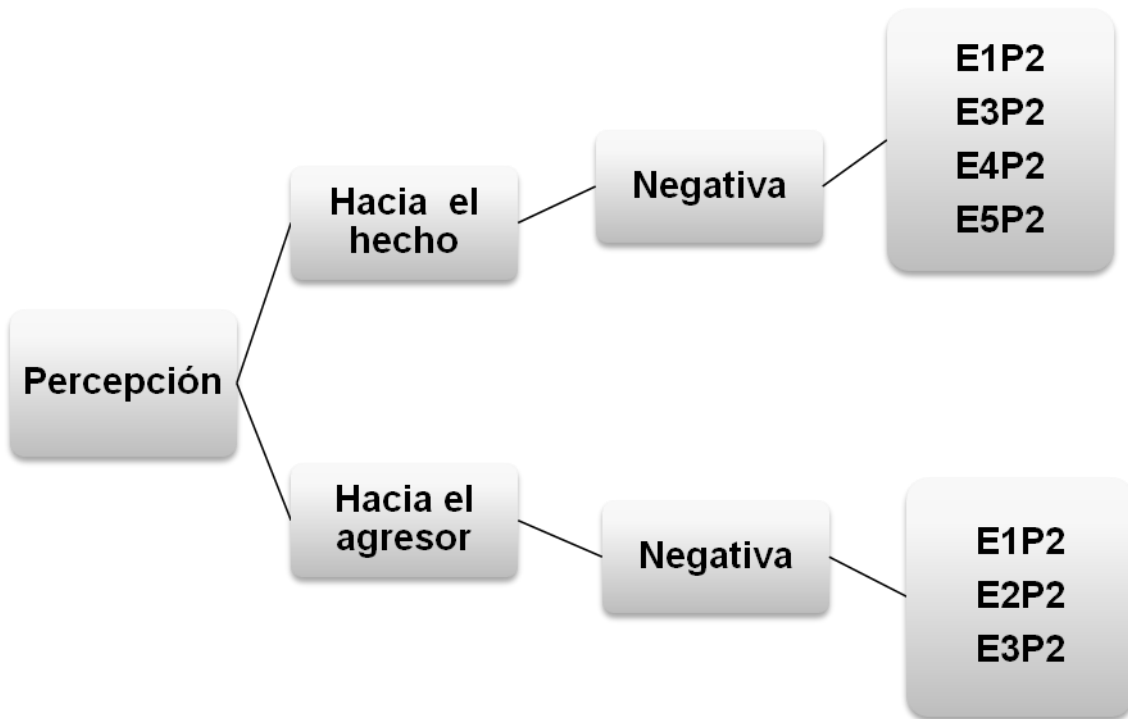 Percepción
Hacia el
hecho
Negativa
E1P2
E3P2
E4P2
E5P2
Hacia el
agresor
Negativa
E1P2
E2P2
E3P2